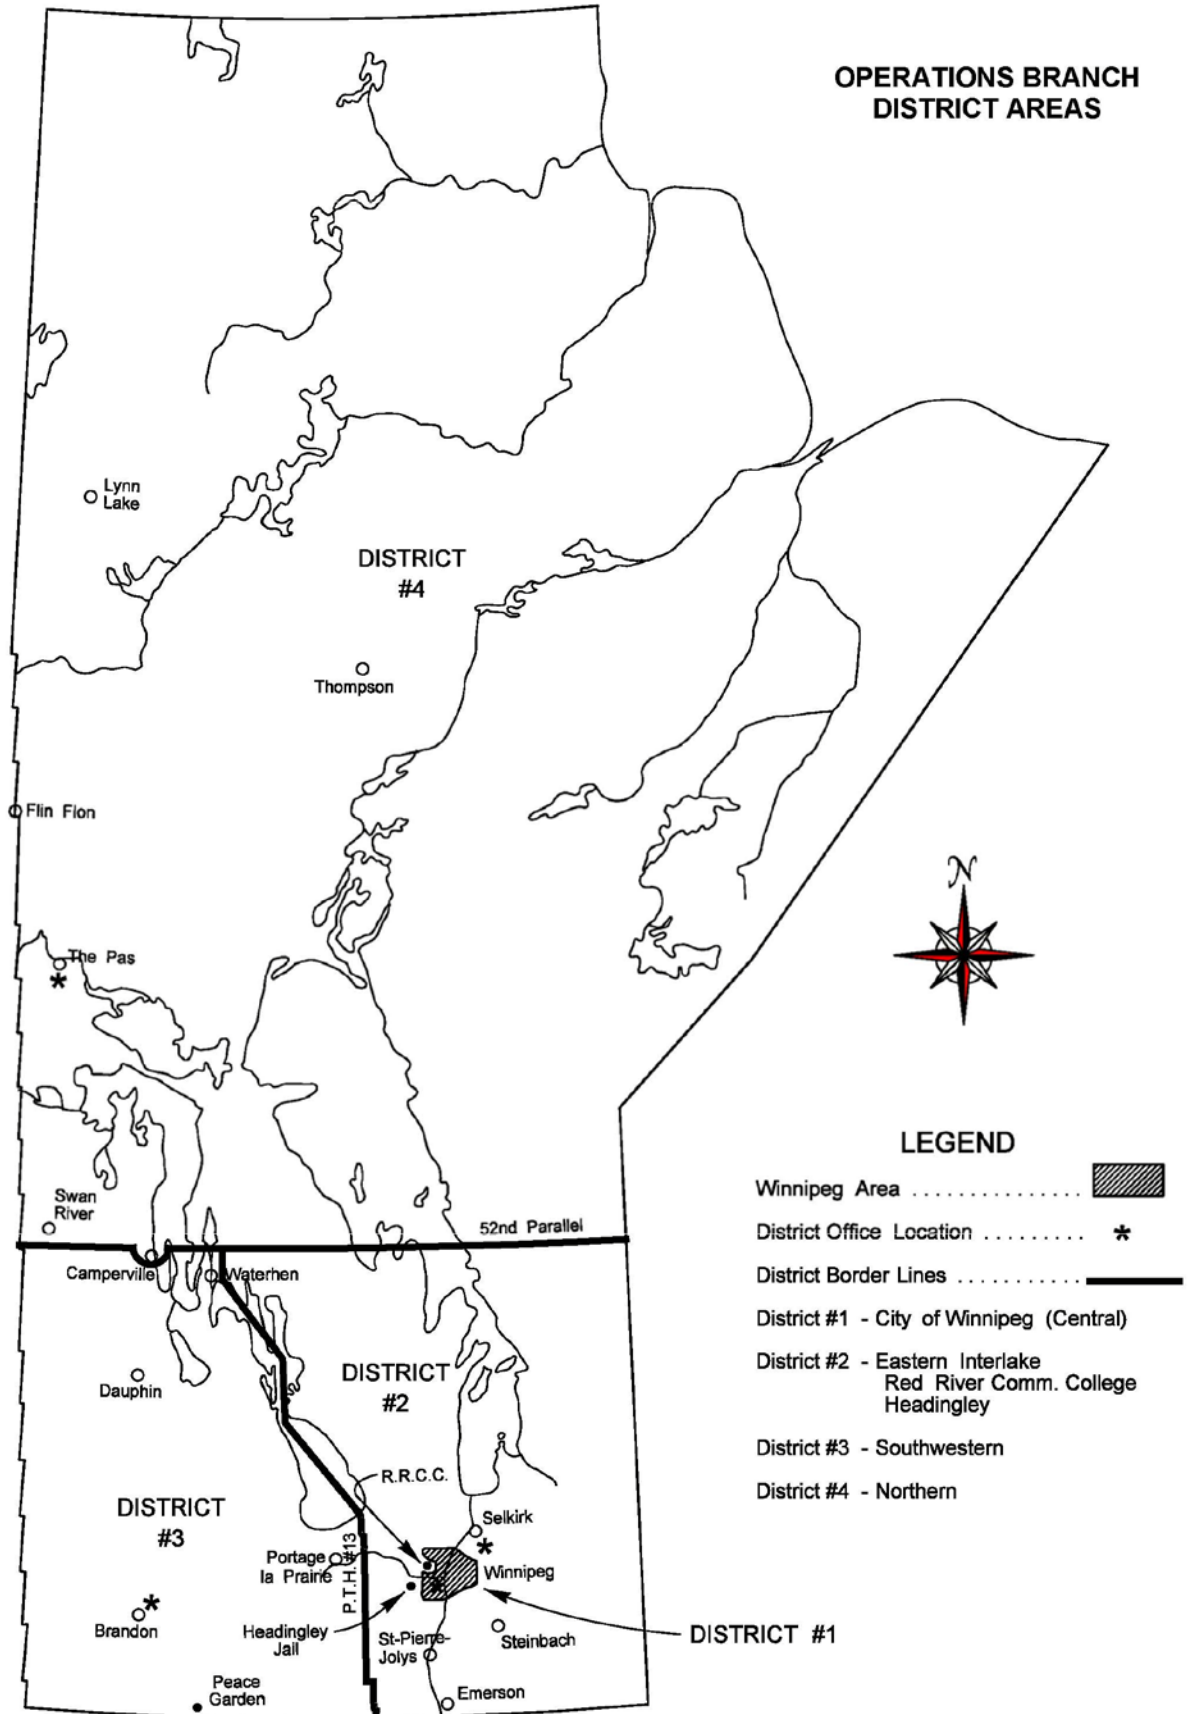 OPERATIONS BRANCH
DISTRICT AREAS
Lynn
Lake
DISTRICT
#4
Thompson
Flin Flon
N
The Pas
*
LEGEND
Winnipeg Area ................
Swan
River
52nd Parallel
District Office Location ......... *
Camperville
Waterhen
District Border Lines ...........
District #1 - City of Winnipeg (Central)
DISTRICT
#2
District #2 - Eastern Interlake
Red River Comm. College
Headingley
Dauphin
District #3 - Southwestern
R.R.C.C.
District #4 - Northern
DISTRICT
#3
Selkirk
*
P.T.H. #13
Portage
la Prairie
Winnipeg
*
*
Brandon
Headingley
Jail
St-Pierre-
Jolys
Steinbach
DISTRICT #1
Peace
Garden
Emerson